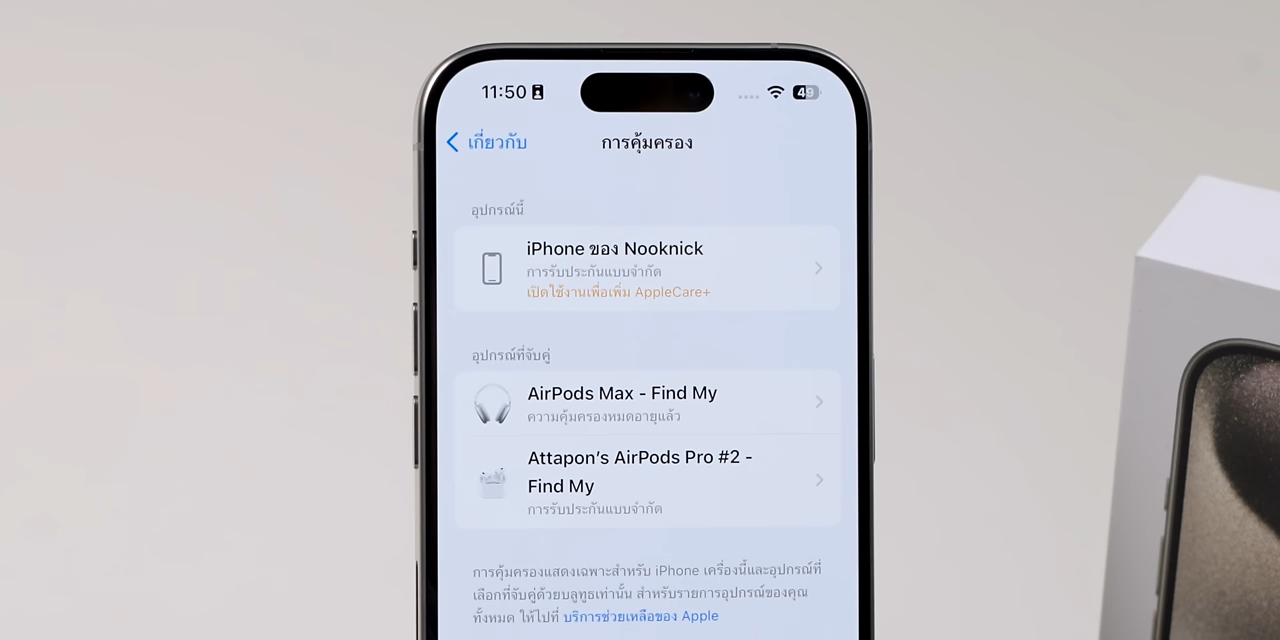 11:50
49
เกี่ยวกับ
การคุ้มครอง
อุปกรณ์นี้
iPhone ของ Nooknick
การรับประกันแบบจำกัด
เปิดใช้งานเพื่อเพิ่ม AppleCare+
อุปกรณ์ที่จับคู่
AirPods Max - Find My
ความคุ้มครองหมดอายุแล้ว
Attapon’s AirPods Pro #2 -
Find My
การรับประกันแบบจำกัด
การคุ้มครองแสดงเฉพาะสำหรับ iPhone เครื่องนี้และอุปกรณ์ที่
เลือกที่จับคู่ด้วยบลูทูธเท่านั้น สำหรับรายการอุปกรณ์ของคุณ
ทั้งหมด ให้ไปที่ บริการช่วยเหลือของ Apple